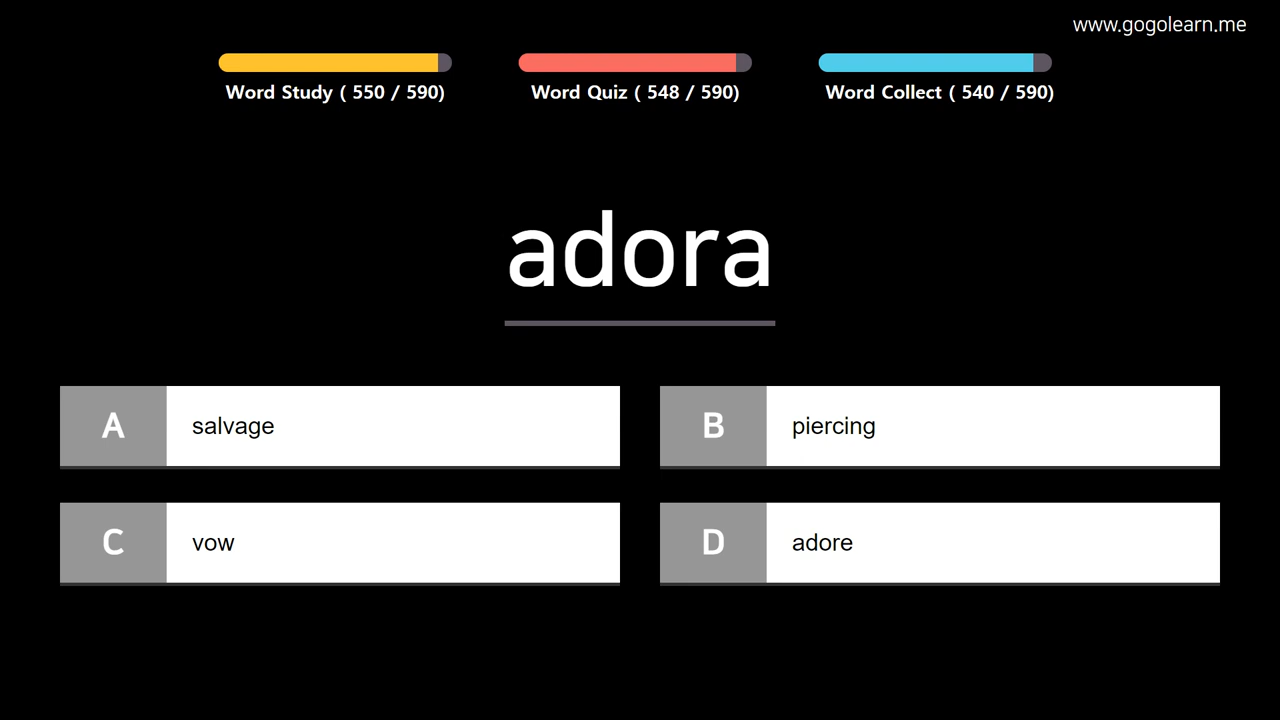 www.gogolearn.me
Word Study ( 550 / 590)
Word Quiz ( 548 / 590)
Word Collect ( 540 / 590)
adora
A salvage
B piercing
C vow
D adore